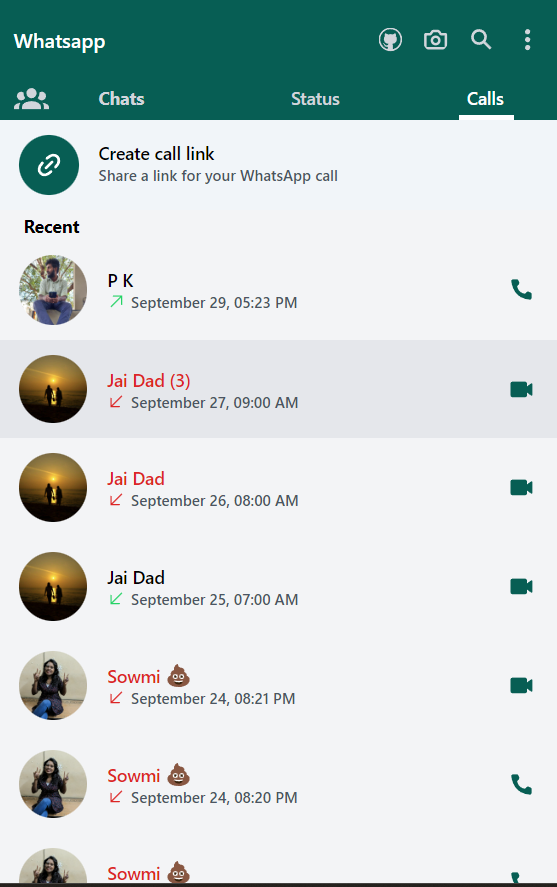 Whatsapp
Chats
Status
Calls
Create call link
Share a link for your WhatsApp call
Recent
P K
September 29, 05:23 PM
Jai Dad (3)
September 27, 09:00 AM
Jai Dad
September 26, 08:00 AM
Jai Dad
September 25, 07:00 AM
Sowmi 💩
September 24, 08:21 PM
Sowmi 💩
September 24, 08:20 PM
Sowmi 💩